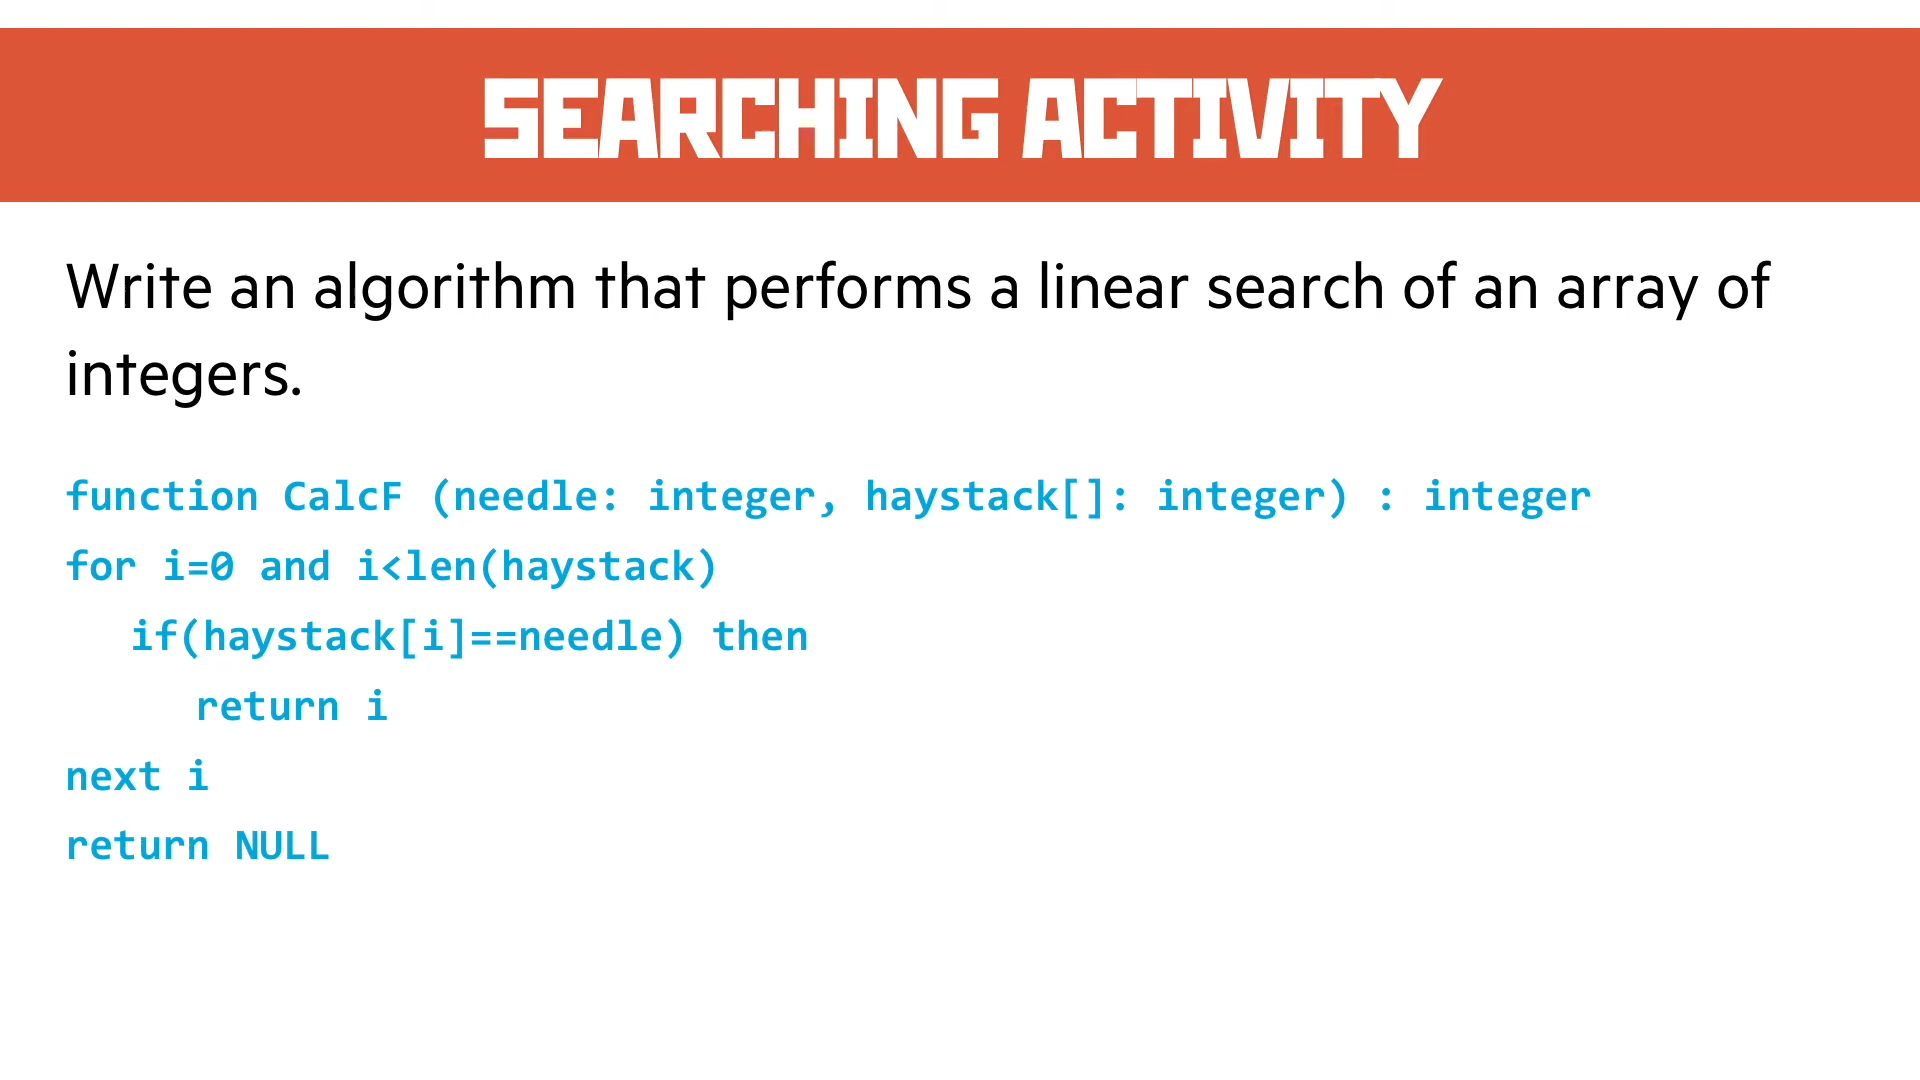 SEARCHING ACTIVITY
Write an algorithm that performs a linear search of an array of
integers.
function CalcF (needle: integer, haystack[]: integer) : integer
for i=0 and i<len(haystack)
if(haystack[i]==needle) then
return i
next i
return NULL